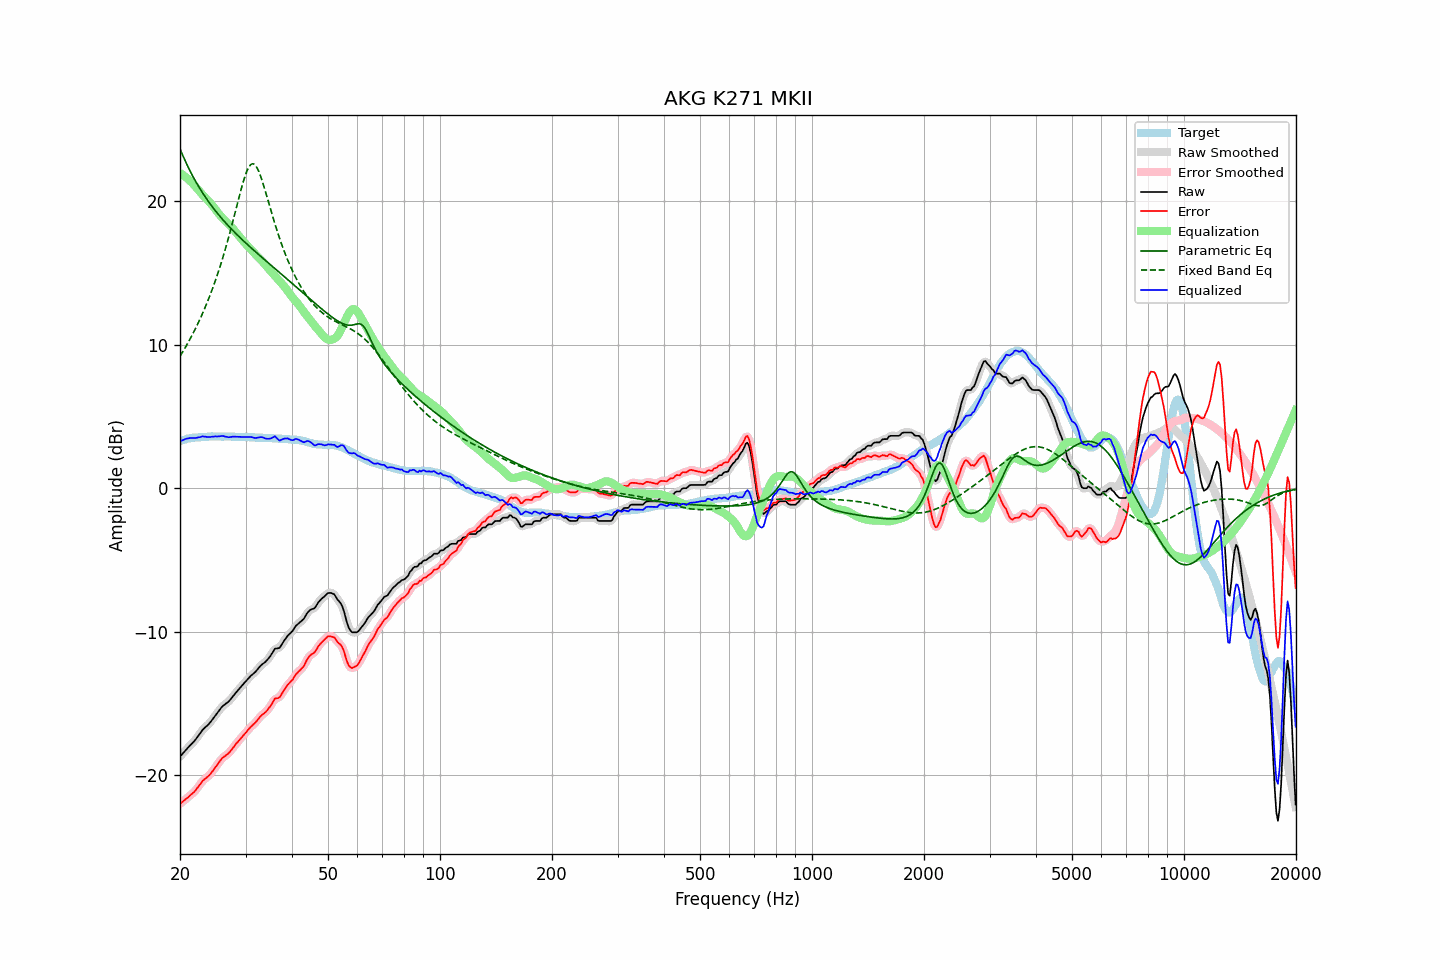 AKG K271 MKII
Target
Raw Smoothed
Error Smoothed
Raw
Error
Equalization
Parametric Eq
Fixed Band Eq
Equalized
Amplitude (dBr)
20
10
0
−10
−20
20
50
100
200
500
1000
2000
5000
10000
20000
Frequency (Hz)